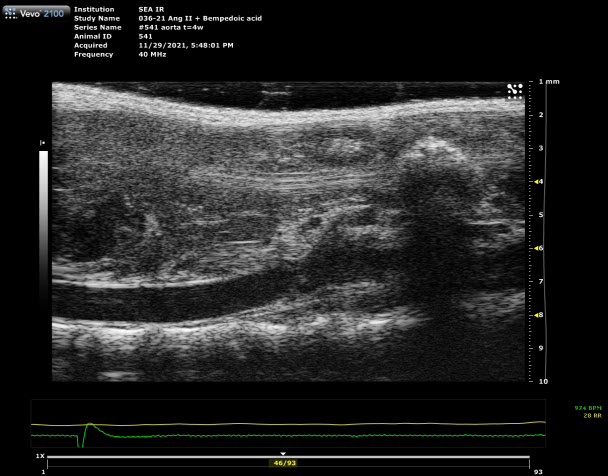 Vevo 2100
Institution SEA IR
Study Name 036-21 Ang II + Bempedoic acid
Series Name #541 aorta t=4w
Animal ID 541
Acquired 11/29/2021, 5:48:01 PM
Frequency 40 MHz
1 mm
2
3
4
5
6
7
8
9
10
974 BPM
28 RR
1X
46/93
1
93